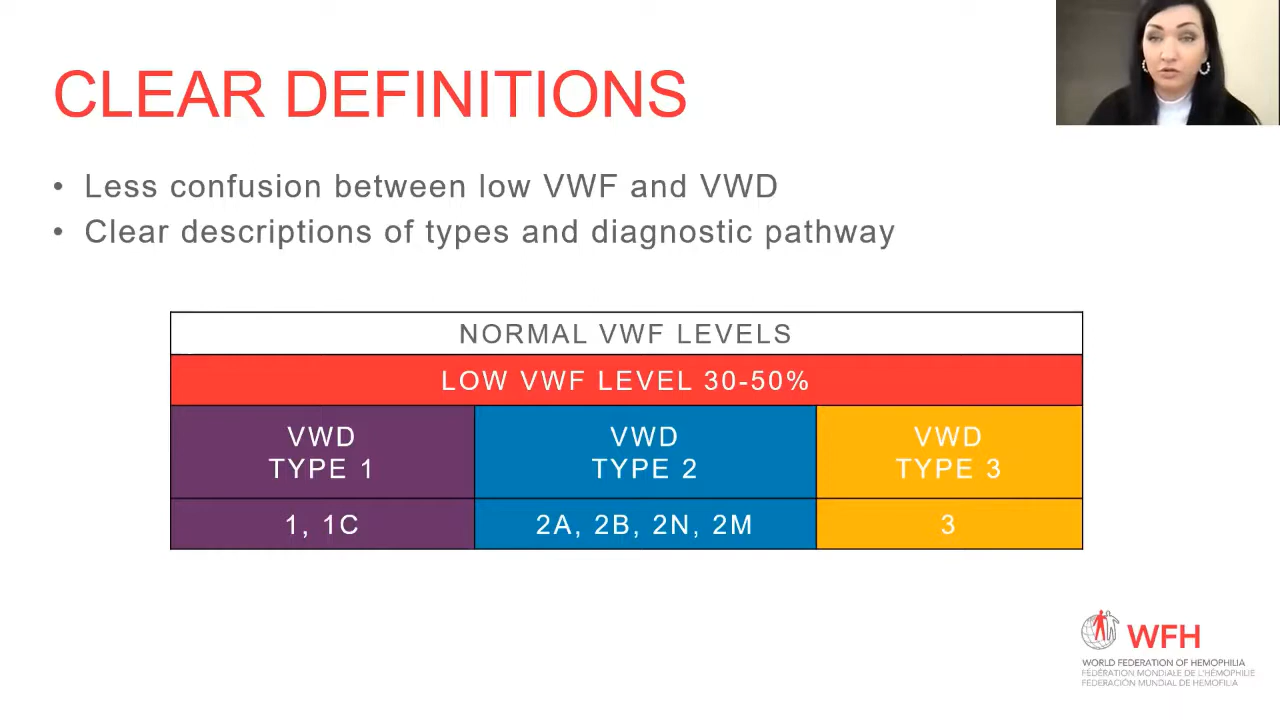 CLEAR DEFINITIONS
• Less confusion between low VWF and VWD
• Clear descriptions of types and diagnostic pathway
NORMAL VWF LEVELS
LOW VWF LEVEL 30-50%
VWD
TYPE 1
VWD
TYPE 2
VWD
TYPE 3
1, 1C
2A, 2B, 2N, 2M
3
WFH
WORLD FEDERATION OF HEMOPHILIA
FÉDÉRATION MONDIALE DE L'HÉMOPHILIE
FEDERACIÓN MUNDIAL DE HEMOFILIA